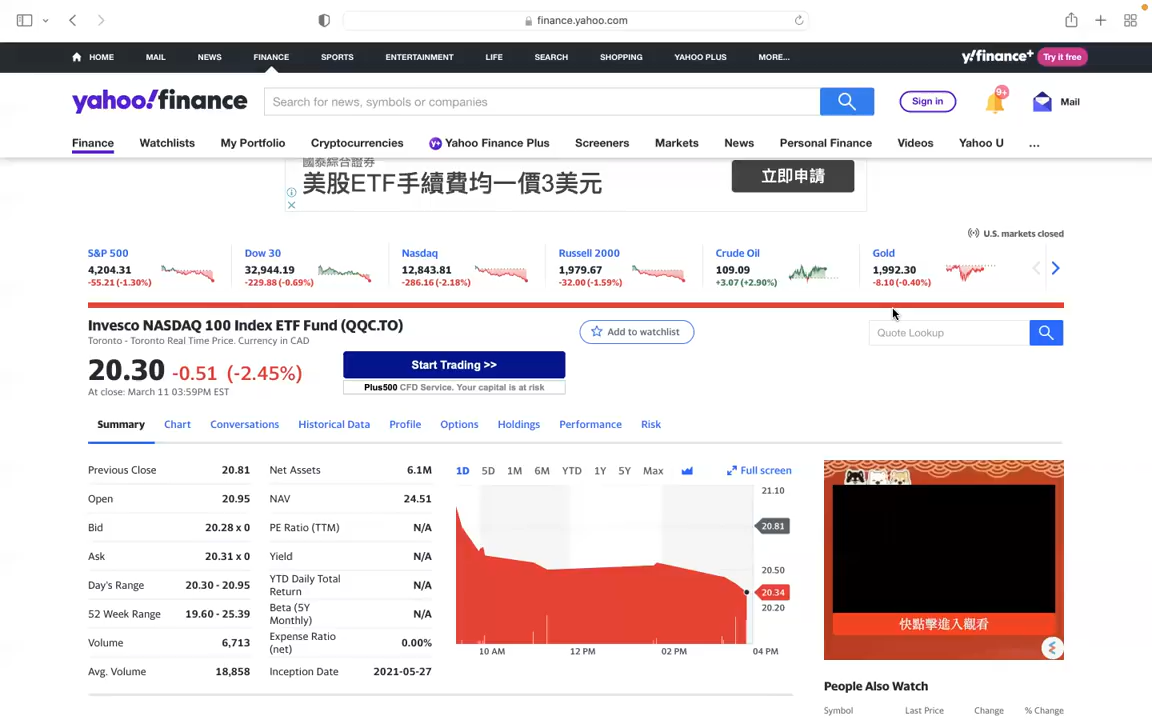 finance.yahoo.com
HOME MAIL NEWS FINANCE SPORTS ENTERTAINMENT LIFE SEARCH SHOPPING YAHOO PLUS MORE...
y!finance+ Try it free
yahoo!finance Search for news, symbols or companies Sign in 9+ Mail
Finance Watchlists My Portfolio Cryptocurrencies Y+ Yahoo Finance Plus Screeners Markets News Personal Finance Videos Yahoo U ...
國泰綜合證券
美股ETF手續費均一價3美元 立即申請
U.S. markets closed
S&P 500 Dow 30 Nasdaq Russell 2000 Crude Oil Gold
4,204.31 32,944.19 12,843.81 1,979.67 109.09 1,992.30
-55.21 (-1.30%) -229.88 (-0.69%) -286.16 (-2.18%) -32.00 (-1.59%) +3.07 (+2.90%) -8.10 (-0.40%)
Invesco NASDAQ 100 Index ETF Fund (QQC.TO) Add to watchlist Quote Lookup
Toronto - Toronto Real Time Price. Currency in CAD
20.30 -0.51 (-2.45%) Start Trading >>
Plus500 CFD Service. Your capital is at risk
At close: March 11 03:59PM EST
Summary Chart Conversations Historical Data Profile Options Holdings Performance Risk
Previous Close 20.81
Open 20.95
Bid 20.28 x 0
Ask 20.31 x 0
Day's Range 20.30 - 20.95
52 Week Range 19.60 - 25.39
Volume 6,713
Avg. Volume 18,858
Net Assets 6.1M
NAV 24.51
PE Ratio (TTM) N/A
Yield N/A
YTD Daily Total
Return N/A
Beta (5Y
Monthly) N/A
Expense Ratio
(net) 0.00%
Inception Date 2021-05-27
1D 5D 1M 6M YTD 1Y 5Y Max Full screen
21.10
20.81
20.50
20.34
20.20
10 AM 12 PM 02 PM 04 PM
快點擊進入觀看
People Also Watch
Symbol Last Price Change % Change